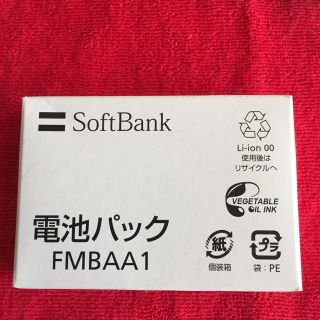 SoftBank
電池パック
FMBAA1
Li-ion 00
使用後は
リサイクルへ
VEGETABLE
OIL INK
紙
個装箱
プラ
袋：PE